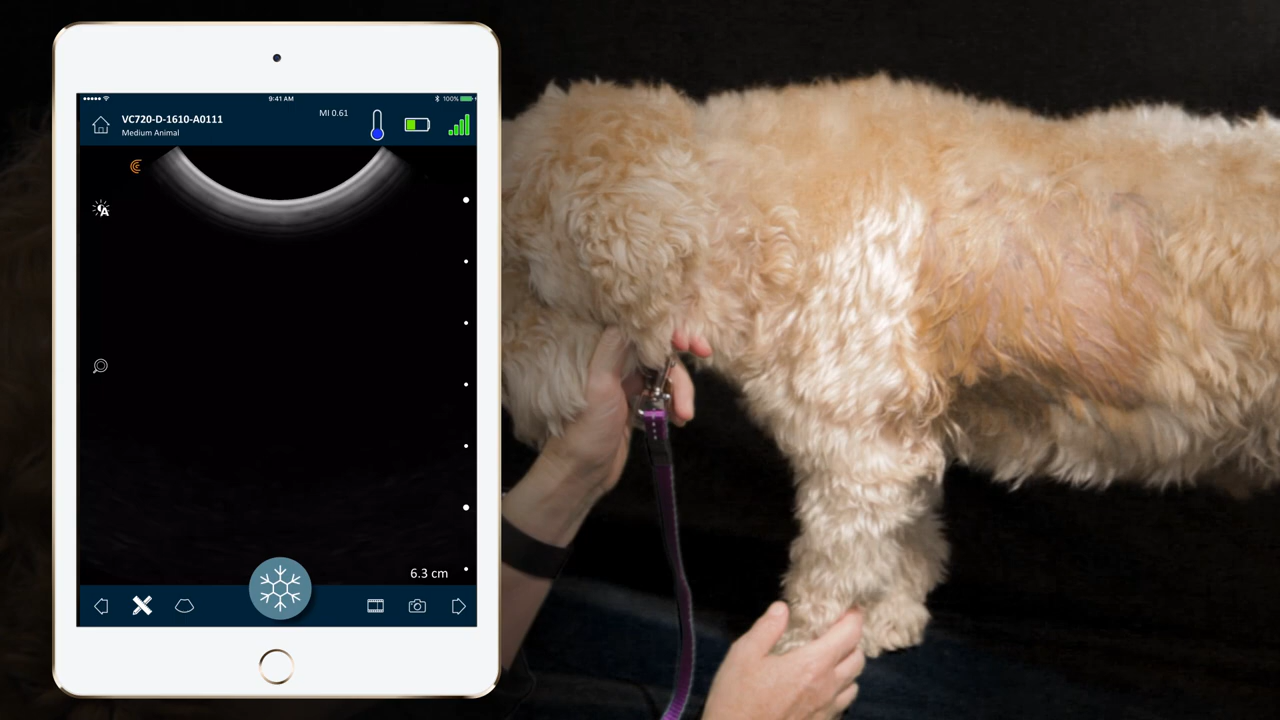 9:41 AM
100%
VC720-D-1610-A0111
MI 0.61
Medium Animal
A
6.3 cm